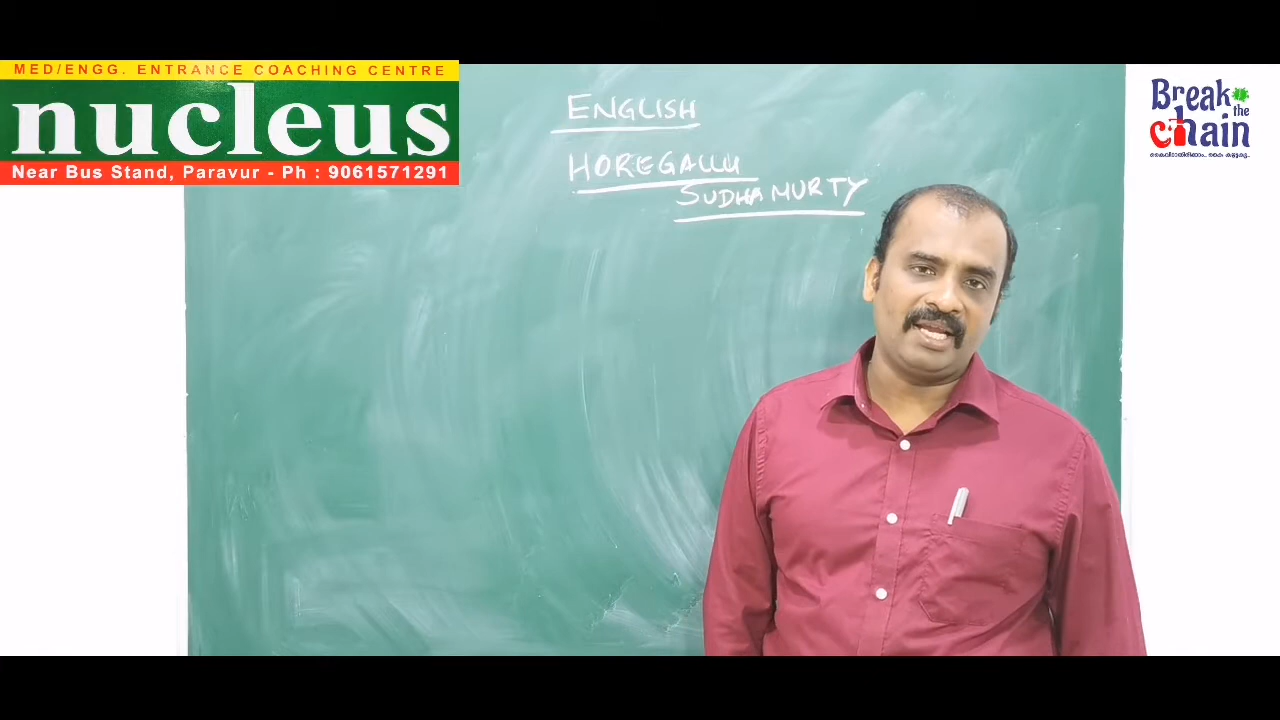 MED/ENGG. ENTRANCE COACHING CENTRE
nucleus
Near Bus Stand, Paravur - Ph : 9061571291
ENGLISH
HOREGALLU
SUDHA MURTY
Break
the
chain